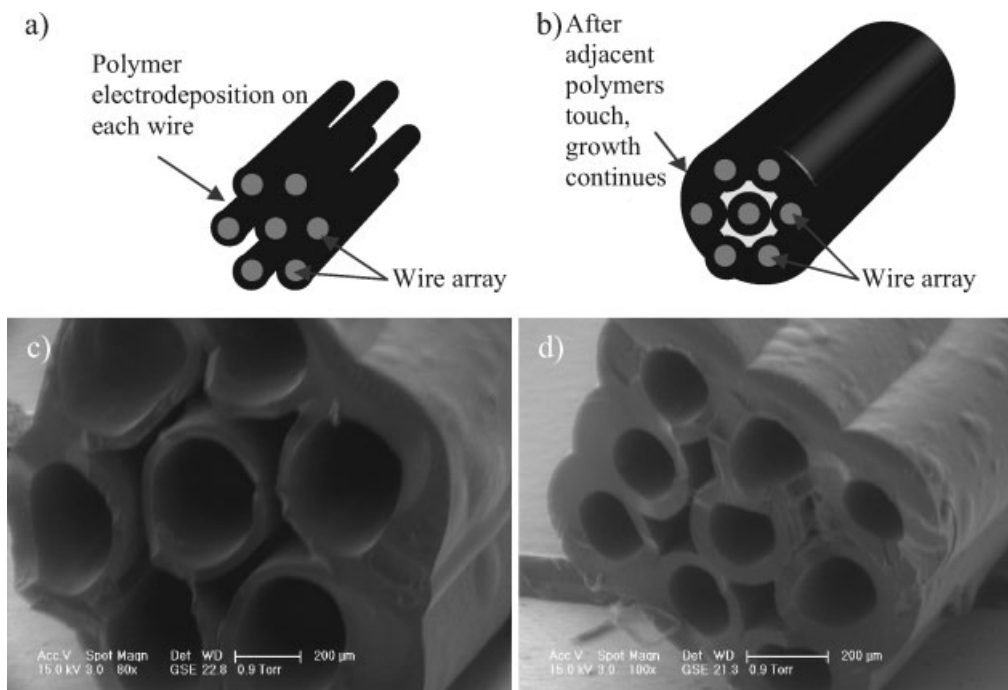 a)
Polymer
electrodeposition on
each wire
Wire array
b) After
adjacent
polymers
touch,
growth
continues
Wire array
c)
Acc.V Spot Magn Det WD
15.0 kV 3.0 80x GSE 22.8 0.9 Torr 200 µm
d)
Acc.V Spot Magn Det WD
15.0 kV 3.0 100x GSE 21.3 0.9 Torr 200 µm